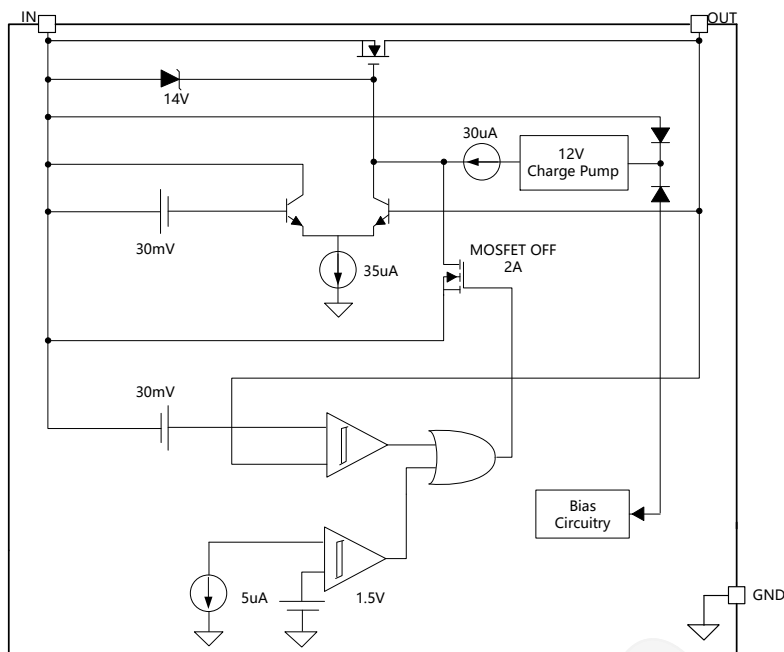 IN
OUT
14V
30uA
12V
Charge Pump
30mV
35uA
MOSFET OFF
2A
30mV
Bias
Circuitry
5uA
1.5V
GND